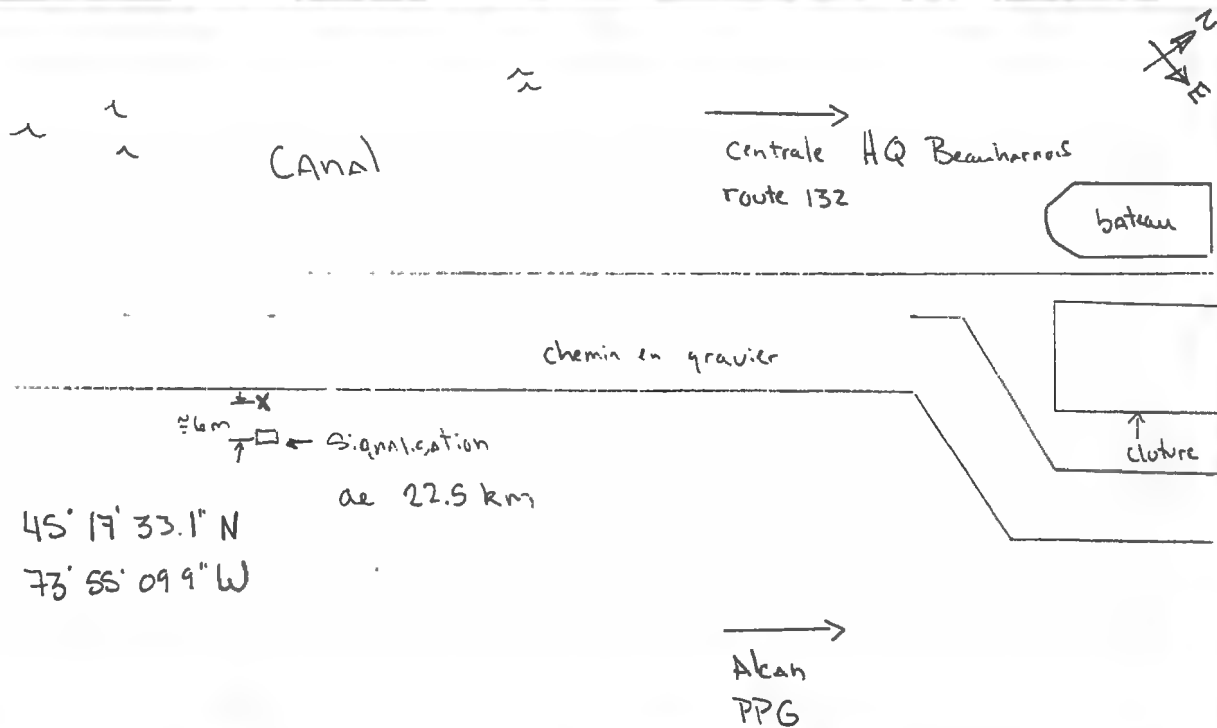 N
E
Canal
Centrale HQ Beauharnois
route 132
bateau
chemin en gravier
x
≈6m
Signalisation
de 22.5 km
cloture
45° 17' 33.1" N
73° 55' 09 9" W
Alcan
PPG